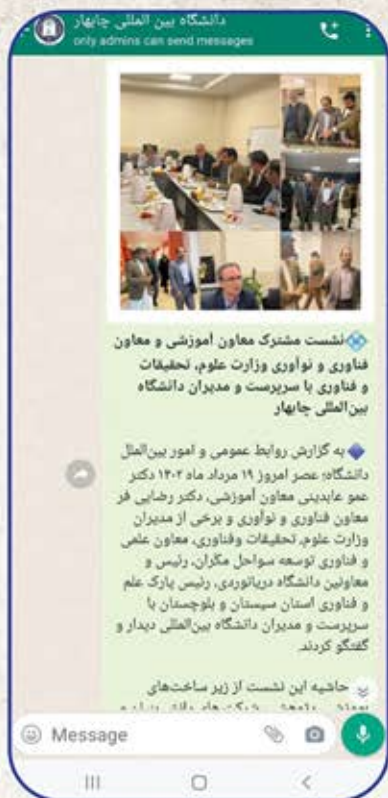 دانشگاه بین المللی چابهار
only admins can send messages
نشست مشترک معاون آموزشی و معاون
فناوری و نوآوری وزارت علوم، تحقیقات
و فناوری با سرپرست و مدیران دانشگاه
بین‌المللی چابهار
به گزارش روابط عمومی و امور بین‌الملل
دانشگاه؛ عصر امروز ۱۹ مرداد ماه ۱۴۰۲ دکتر
عمو عابدینی معاون آموزشی، دکتر رضایی فر
معاون فناوری و نوآوری و برخی از مدیران
وزارت علوم، تحقیقات وفناوری، معاون علمی
و فناوری توسعه سواحل مکران، رئیس و
معاونین دانشگاه دریانوردی، رئیس پارک علم
و فناوری استان سیستان و بلوچستان با
سرپرست و مدیران دانشگاه بین‌المللی دیدار و
گفتگو کردند.
حاشیه این نشست از زیر ساخت‌های
Message